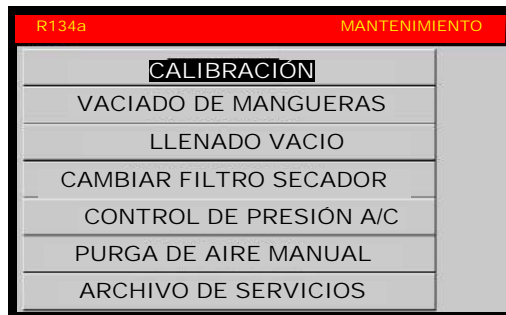 R134a MANTENIMIENTO
CALIBRACIÓN
VACIADO DE MANGUERAS
LLENADO VACIO
CAMBIAR FILTRO SECADOR
CONTROL DE PRESIÓN A/C
PURGA DE AIRE MANUAL
ARCHIVO DE SERVICIOS